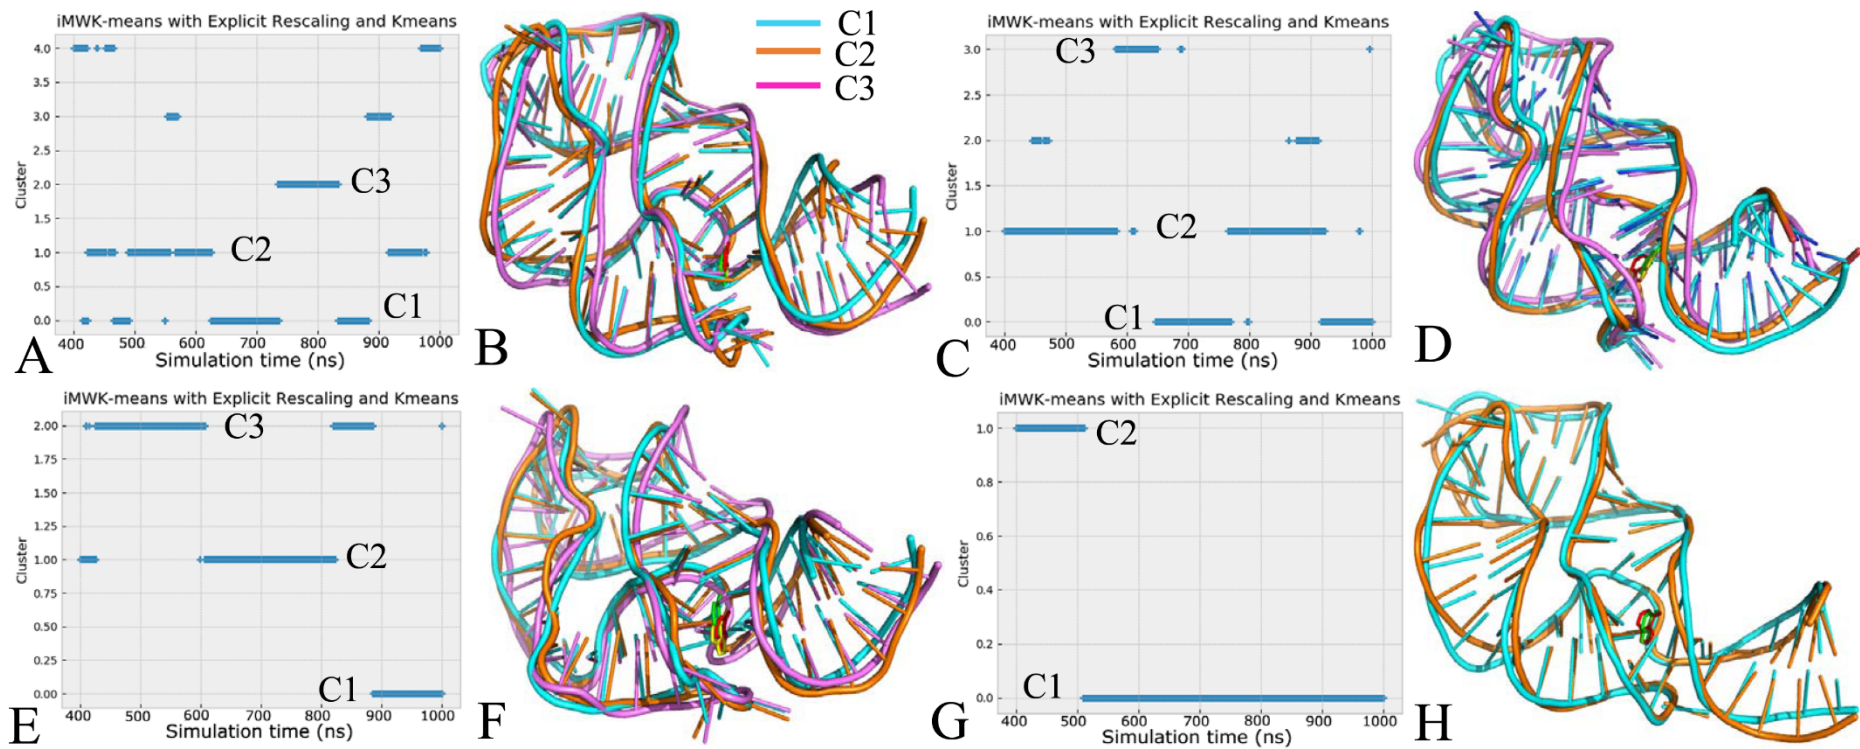 iMWK-means with Explicit Rescaling and Kmeans
4.0
3.5
3.0
2.5
2.0
1.5
1.0
0.5
0.0
Cluster
C3
C2
C1
400 500 600 700 800 900 1000
Simulation time (ns)
A
C1
C2
C3
B
iMWK-means with Explicit Rescaling and Kmeans
3.0
2.5
2.0
1.5
1.0
0.5
0.0
Cluster
C3
C2
C1
400 500 600 700 800 900 1000
Simulation time (ns)
C
D
iMWK-means with Explicit Rescaling and Kmeans
2.00
1.75
1.50
1.25
1.00
0.75
0.50
0.25
0.00
Cluster
C3
C2
C1
400 500 600 700 800 900 1000
Simulation time (ns)
E
F
iMWK-means with Explicit Rescaling and Kmeans
1.0
0.8
0.6
0.4
0.2
0.0
Cluster
C2
C1
400 500 600 700 800 900 1000
Simulation time (ns)
G
H